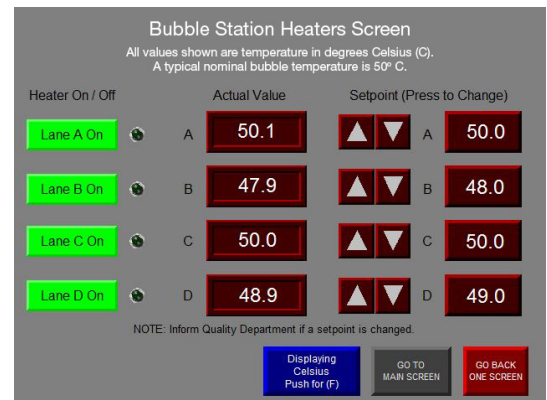 Bubble Station Heaters Screen
All values shown are temperature in degrees Celsius (C).
A typical nominal bubble temperature is 50º C.
Heater On / Off Actual Value Setpoint (Press to Change)
Lane A On A 50.1 A 50.0
Lane B On B 47.9 B 48.0
Lane C On C 50.0 C 50.0
Lane D On D 48.9 D 49.0
NOTE: Inform Quality Department if a setpoint is changed.
Displaying
Celsius
Push for (F)
GO TO
MAIN SCREEN
GO BACK
ONE SCREEN